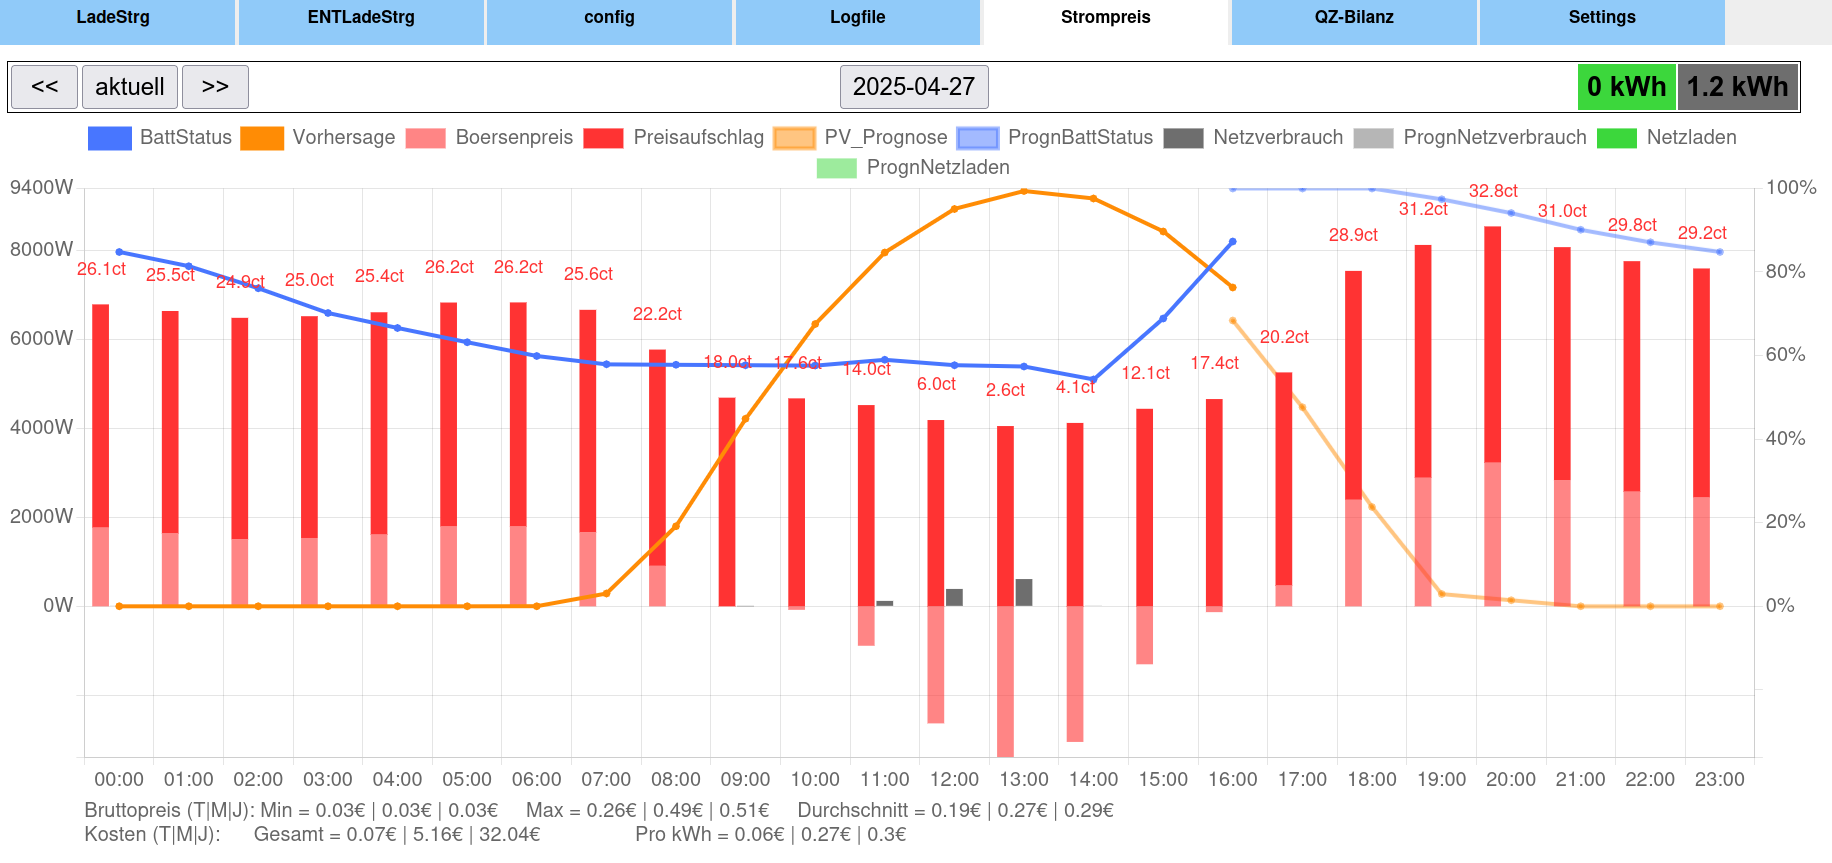 LadeStrg ENTLadeStrg config Logfile Strompreis QZ-Bilanz Settings
<< aktuell >> 2025-04-27 0 kWh 1.2 kWh
BattStatus Vorhersage Boersenpreis Preisaufschlag PV_Prognose PrognBattStatus Netzverbrauch PrognNetzverbrauch Netzladen
PrognNetzladen
9400W 8000W 6000W 4000W 2000W 0W
26.1ct 25.5ct 24.9ct 25.0ct 25.4ct 26.2ct 26.2ct 25.6ct 22.2ct 18.0ct 17.6ct 14.0ct 6.0ct 2.6ct 4.1ct 12.1ct 17.4ct 20.2ct 28.9ct 31.2ct 32.8ct 31.0ct 29.8ct 29.2ct
100% 80% 60% 40% 20% 0%
00:00 01:00 02:00 03:00 04:00 05:00 06:00 07:00 08:00 09:00 10:00 11:00 12:00 13:00 14:00 15:00 16:00 17:00 18:00 19:00 20:00 21:00 22:00 23:00
Bruttopreis (T|M|J): Min = 0.03€ | 0.03€ | 0.03€ Max = 0.26€ | 0.49€ | 0.51€ Durchschnitt = 0.19€ | 0.27€ | 0.29€
Kosten (T|M|J): Gesamt = 0.07€ | 5.16€ | 32.04€ Pro kWh = 0.06€ | 0.27€ | 0.3€